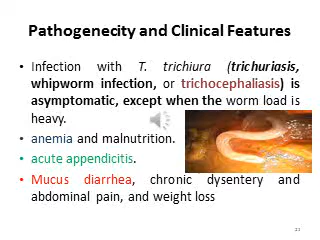 Pathogenecity and Clinical Features
• Infection with T. trichiura (trichuriasis,
whipworm infection, or trichocephaliasis) is
asymptomatic, except when the worm load is
heavy.
• anemia and malnutrition.
• acute appendicitis.
• Mucus diarrhea, chronic dysentery and
abdominal pain, and weight loss